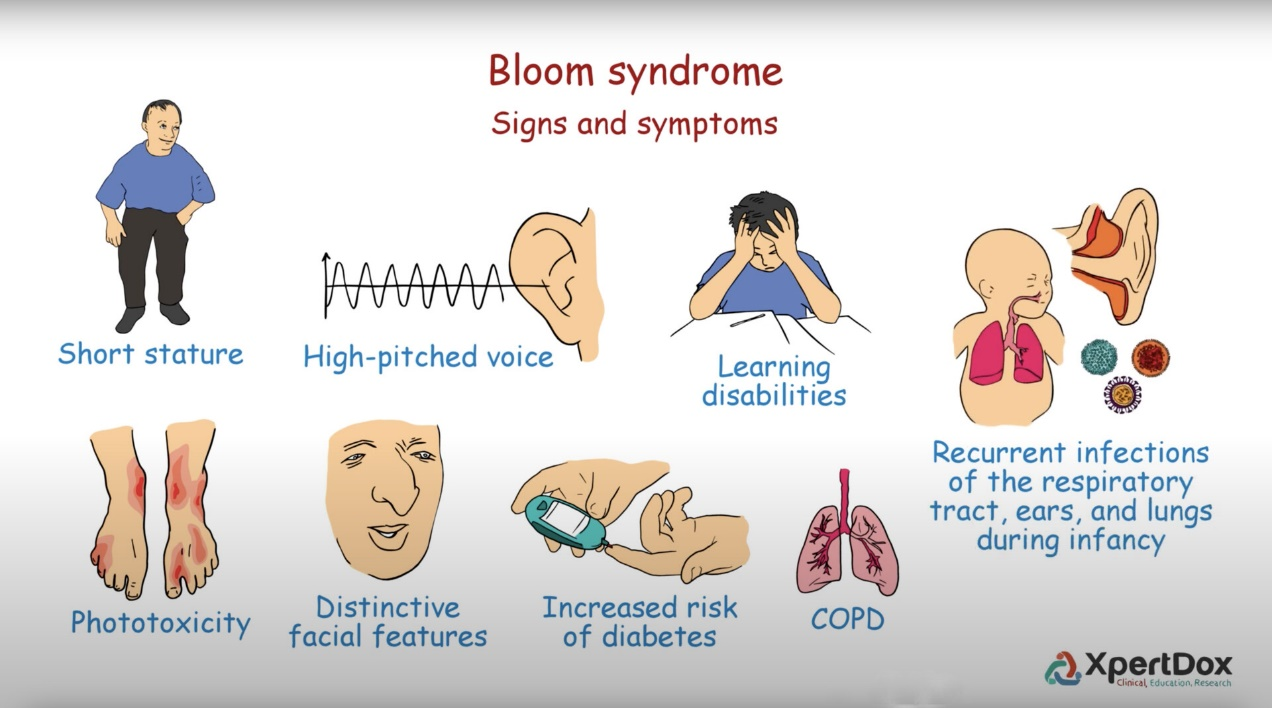 Bloom syndrome
Signs and symptoms
Short stature
High-pitched voice
Learning
disabilities
Recurrent infections
of the respiratory
tract, ears, and lungs
during infancy
Phototoxicity
Distinctive
facial features
Increased risk
of diabetes
COPD
XpertDox
Clinical, Education, Research